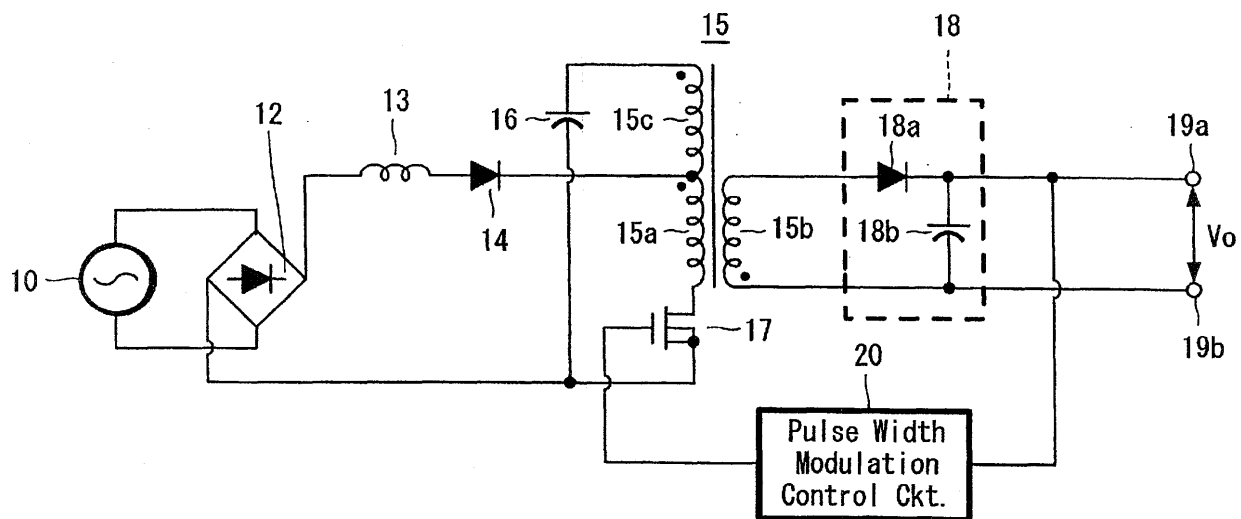 15
18
13
12
16
15c
18a
19a
14
15a
15b
18b
Vo
10
17
19b
20
Pulse Width
Modulation
Control Ckt.